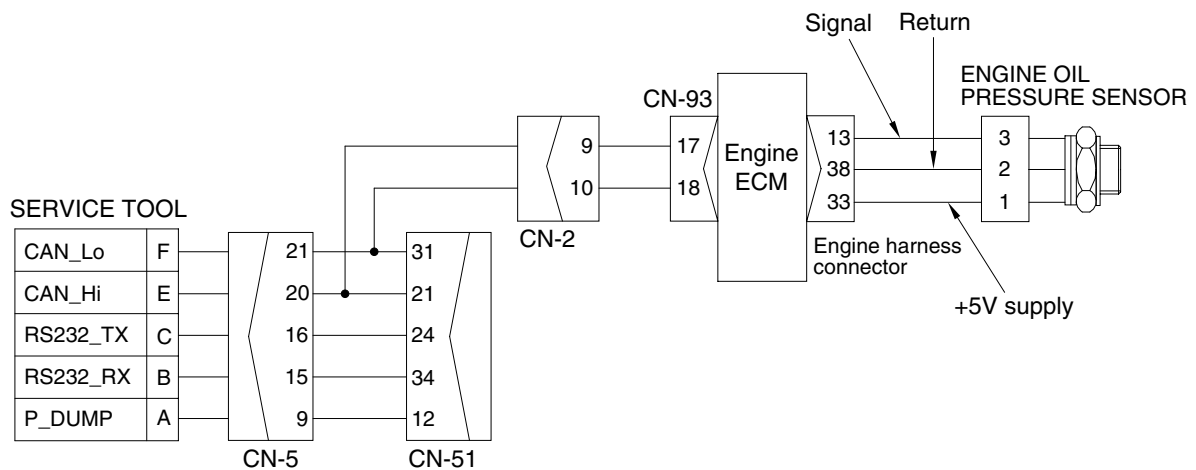 Signal Return
ENGINE OIL
PRESSURE SENSOR
CN-93
13 3
9 17 Engine 38 2
10 18 ECM 33 1
SERVICE TOOL
CN-2
Engine harness
connector
+5V supply
CAN_Lo F 21 31
CAN_Hi E 20 21
RS232_TX C 16 24
RS232_RX B 15 34
P_DUMP A 9 12
CN-5 CN-51